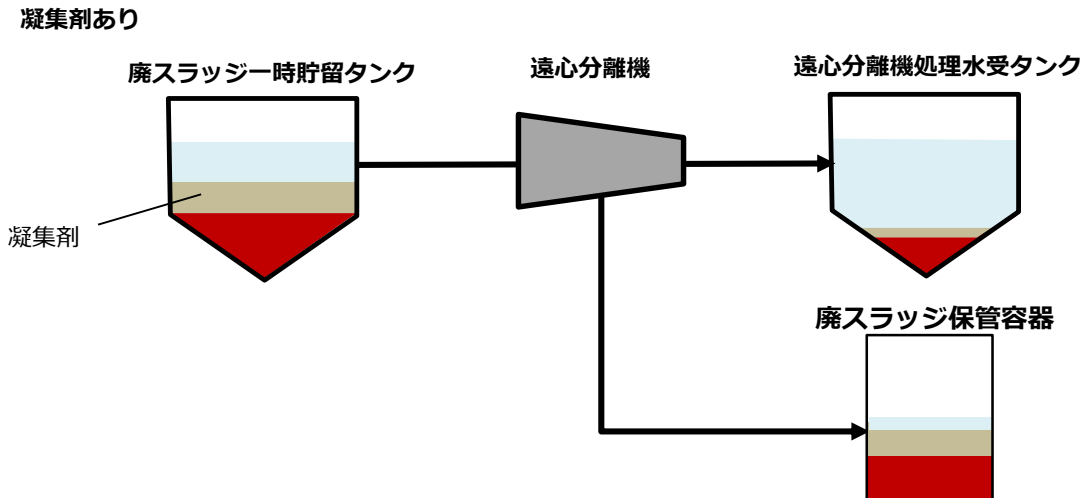 凝集剤あり
廃スラッジ一時貯留タンク
遠心分離機
遠心分離機処理水受タンク
凝集剤
廃スラッジ保管容器